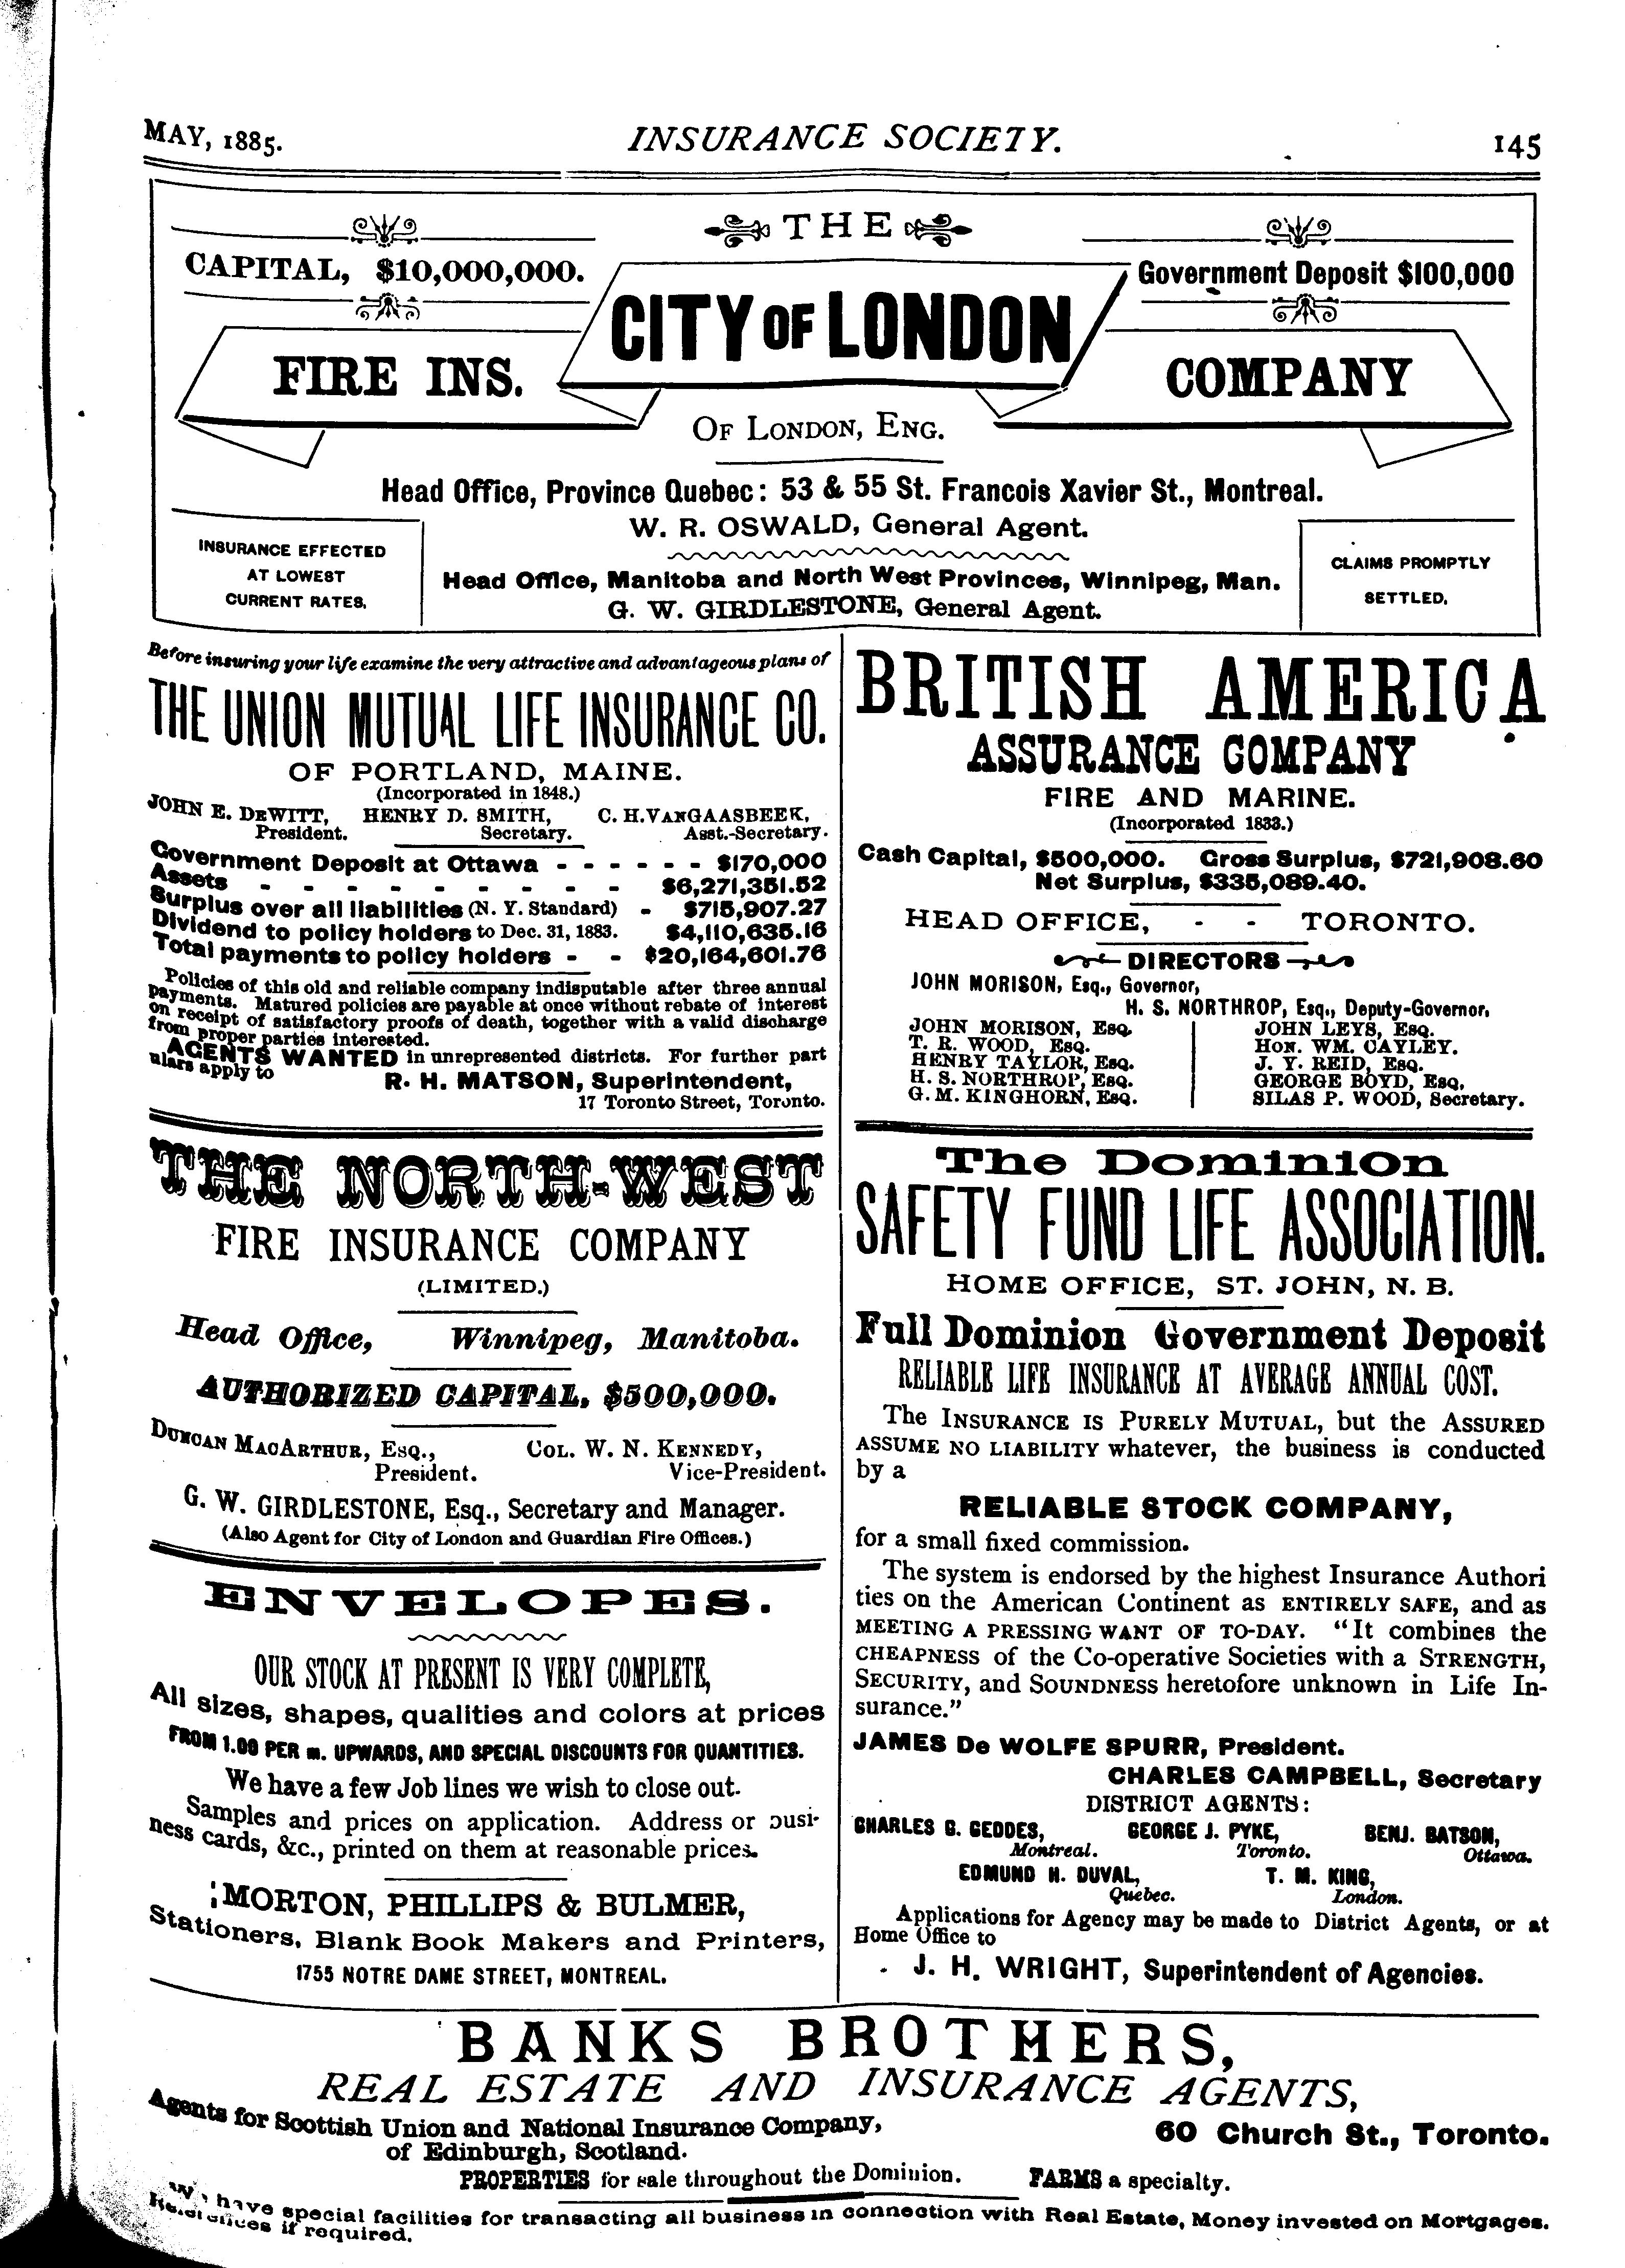 MAY, 1885.
INSURANCE SOCIETY.
145
THE
CAPITAL, $10,000,000.
Government Deposit $100,000
CITY OF LONDON
FIRE INS.
COMPANY
OF LONDON, ENG.
Head Office, Province Quebec: 53 & 55 St. Francois Xavier St., Montreal.
W. R. OSWALD, General Agent.
INSURANCE EFFECTED
AT LOWEST
CURRENT RATES.
Head Office, Manitoba and North West Provinces, Winnipeg, Man.
G. W. GIRDLESTONE, General Agent.
CLAIMS PROMPTLY
SETTLED.
Before insuring your life examine the very attractive and advantageous plans of
THE UNION MUTUAL LIFE INSURANCE CO.
OF PORTLAND, MAINE.
(Incorporated in 1848.)
JOHN E. DEWITT, HENRY D. SMITH, C. H. VANGAASBEEK,
President. Secretary. Asst.-Secretary.
Government Deposit at Ottawa - - - - - - $170,000
Assets - - - - - - - - - $6,271,351.52
Surplus over all liabilities (N. Y. Standard) - $715,907.27
Dividend to policy holders to Dec. 31, 1883. $4,110,635.16
Total payments to policy holders - - $20,164,601.76
Policies of this old and reliable company indisputable after three annual
payments. Matured policies are payable at once without rebate of interest
on receipt of satisfactory proofs of death, together with a valid discharge
from proper parties interested.
AGENTS WANTED in unrepresented districts. For further part
ulars apply to
R. H. MATSON, Superintendent,
17 Toronto Street, Toronto.
THE NORTH-WEST
FIRE INSURANCE COMPANY
(LIMITED.)
Head Office, Winnipeg, Manitoba.
AUTHORIZED CAPITAL, $500,000.
DUNCAN MACARTHUR, ESQ., COL. W. N. KENNEDY,
President. Vice-President.
G. W. GIRDLESTONE, Esq., Secretary and Manager.
(Also Agent for City of London and Guardian Fire Offices.)
ENVELOPES.
OUR STOCK AT PRESENT IS VERY COMPLETE,
All sizes, shapes, qualities and colors at prices
FROM 1.00 PER M. UPWARDS, AND SPECIAL DISCOUNTS FOR QUANTITIES.
We have a few Job lines we wish to close out.
Samples and prices on application. Address or busi-
ness cards, &c., printed on them at reasonable prices.
MORTON, PHILLIPS & BULMER,
Stationers, Blank Book Makers and Printers,
1755 NOTRE DAME STREET, MONTREAL.
BRITISH AMERICA
ASSURANCE COMPANY
FIRE AND MARINE.
(Incorporated 1833.)
Cash Capital, $500,000. Gross Surplus, $721,908.60
Net Surplus, $335,089.40.
HEAD OFFICE, - - TORONTO.
DIRECTORS
JOHN MORISON, Esq., Governor,
H. S. NORTHROP, Esq., Deputy-Governor,
JOHN MORISON, ESQ. JOHN LEYS, ESQ.
T. R. WOOD, ESQ. HON. WM. CAYLEY.
HENRY TAYLOR, ESQ. J. Y. REID, ESQ.
H. S. NORTHROP, ESQ. GEORGE BOYD, ESQ.
G. M. KINGHORN, ESQ. SILAS P. WOOD, Secretary.
The Dominion
SAFETY FUND LIFE ASSOCIATION.
HOME OFFICE, ST. JOHN, N. B.
Full Dominion Government Deposit
RELIABLE LIFE INSURANCE AT AVERAGE ANNUAL COST.
The INSURANCE IS PURELY MUTUAL, but the ASSURED
ASSUME NO LIABILITY whatever, the business is conducted
by a
RELIABLE STOCK COMPANY,
for a small fixed commission.
The system is endorsed by the highest Insurance Authori
ties on the American Continent as ENTIRELY SAFE, and as
MEETING A PRESSING WANT OF TO-DAY. "It combines the
CHEAPNESS of the Co-operative Societies with a STRENGTH,
SECURITY, and SOUNDNESS heretofore unknown in Life In-
surance."
JAMES De WOLFE SPURR, President.
CHARLES CAMPBELL, Secretary
DISTRICT AGENTS:
CHARLES G. GEDDES, GEORGE J. PYKE, BENJ. BATSON,
Montreal. Toronto. Ottawa.
EDMUND H. DUVAL, T. M. KING,
Quebec. London.
Applications for Agency may be made to District Agents, or at
Home Office to
J. H. WRIGHT, Superintendent of Agencies.
BANKS BROTHERS,
REAL ESTATE AND INSURANCE AGENTS,
Agents for Scottish Union and National Insurance Company,
of Edinburgh, Scotland.
60 Church St., Toronto.
PROPERTIES for sale throughout the Dominion. FARMS a specialty.
We have special facilities for transacting all business in connection with Real Estate, Money invested on Mortgages.
References if required.